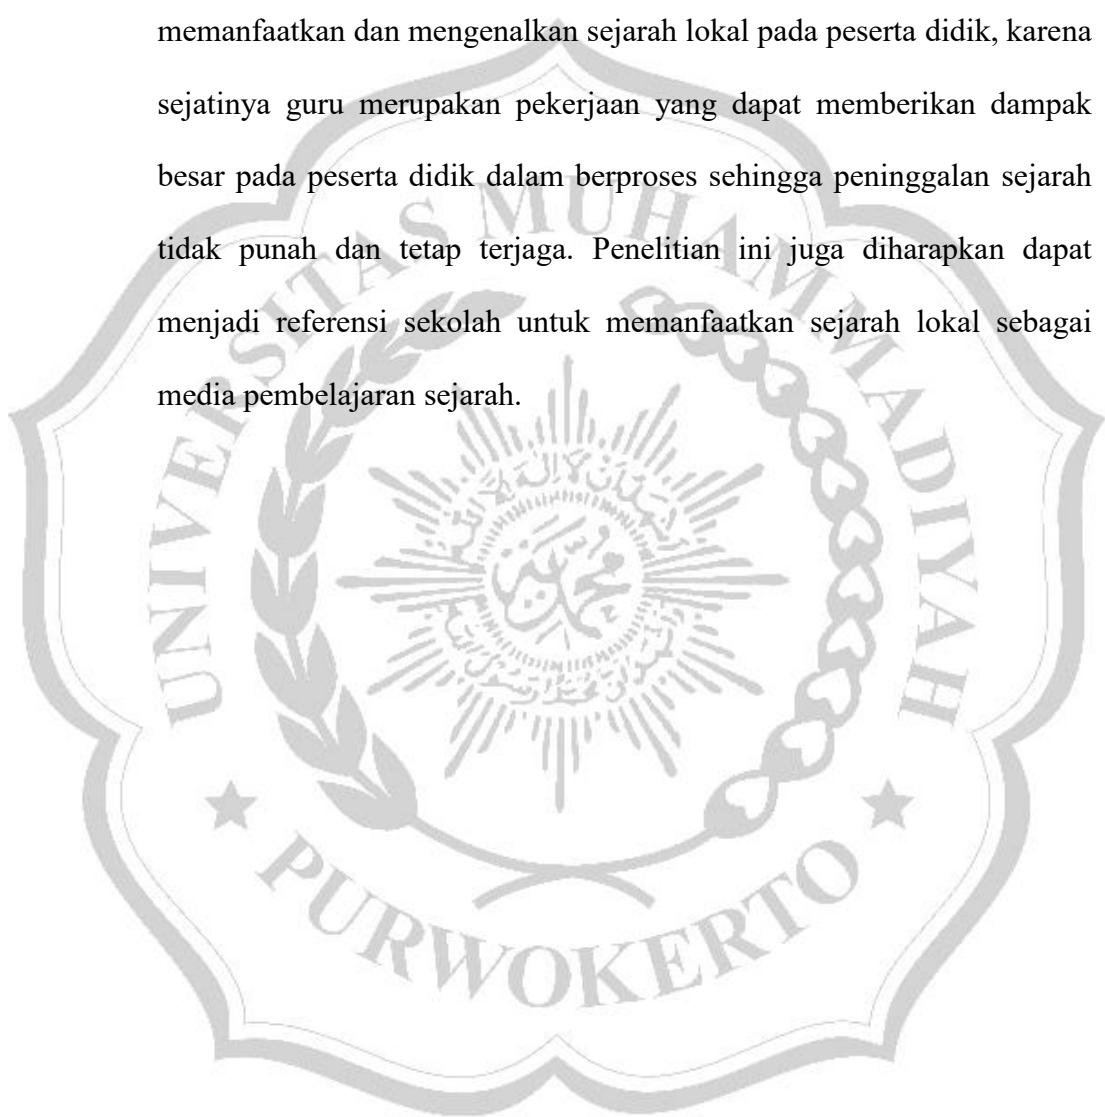 memanfaatkan dan mengenalkan sejarah lokal pada peserta didik, karena
sejatinya guru merupakan pekerjaan yang dapat memberikan dampak
besar pada peserta didik dalam berproses sehingga peninggalan sejarah
tidak punah dan tetap terjaga. Penelitian ini juga diharapkan dapat
menjadi referensi sekolah untuk memanfaatkan sejarah lokal sebagai
media pembelajaran sejarah.
UNIVERSITAS MUHAMMADIYAH
PURWOKERTO